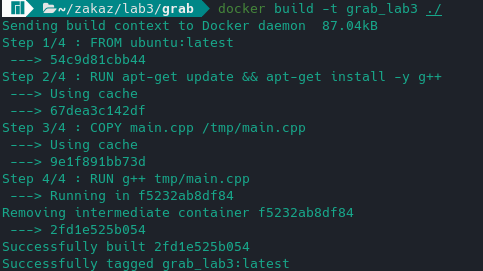 ~/zakaz/lab3/grab docker build -t grab_lab3 ./
Sending build context to Docker daemon 87.04kB
Step 1/4 : FROM ubuntu:latest
---> 54c9d81cbb44
Step 2/4 : RUN apt-get update && apt-get install -y g++
---> Using cache
---> 67dea3c142df
Step 3/4 : COPY main.cpp /tmp/main.cpp
---> Using cache
---> 9e1f891bb73d
Step 4/4 : RUN g++ tmp/main.cpp
---> Running in f5232ab8df84
Removing intermediate container f5232ab8df84
---> 2fd1e525b054
Successfully built 2fd1e525b054
Successfully tagged grab_lab3:latest